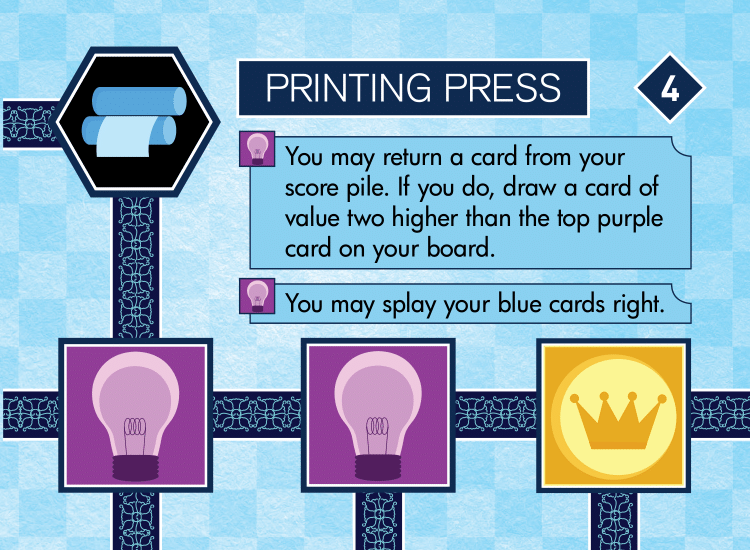 PRINTING PRESS
4
You may return a card from your
score pile. If you do, draw a card of
value two higher than the top purple
card on your board.
You may splay your blue cards right.